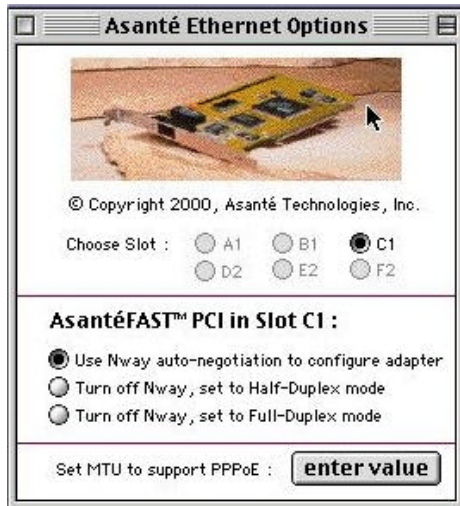 Asanté Ethernet Options
© Copyright 2000, Asanté Technologies, Inc.
Choose Slot : A1 B1 C1
D2 E2 F2
AsantéFAST™ PCI in Slot C1 :
Use Nway auto-negotiation to configure adapter
Turn off Nway, set to Half-Duplex mode
Turn off Nway, set to Full-Duplex mode
Set MTU to support PPPoE : enter value